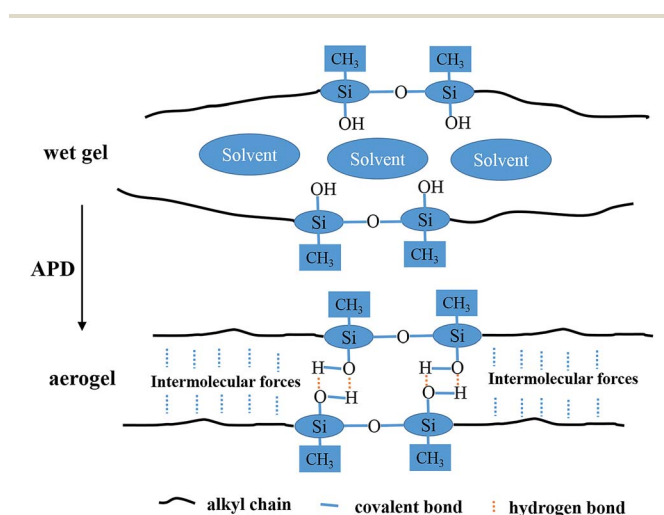 CH₃ CH₃
Si O Si
OH OH
wet gel Solvent Solvent Solvent
OH OH
Si O Si
CH₃ CH₃
APD
CH₃ CH₃
Si O Si
H O H O
aerogel Intermolecular forces Intermolecular forces
O H O H
Si O Si
CH₃ CH₃
alkyl chain covalent bond hydrogen bond